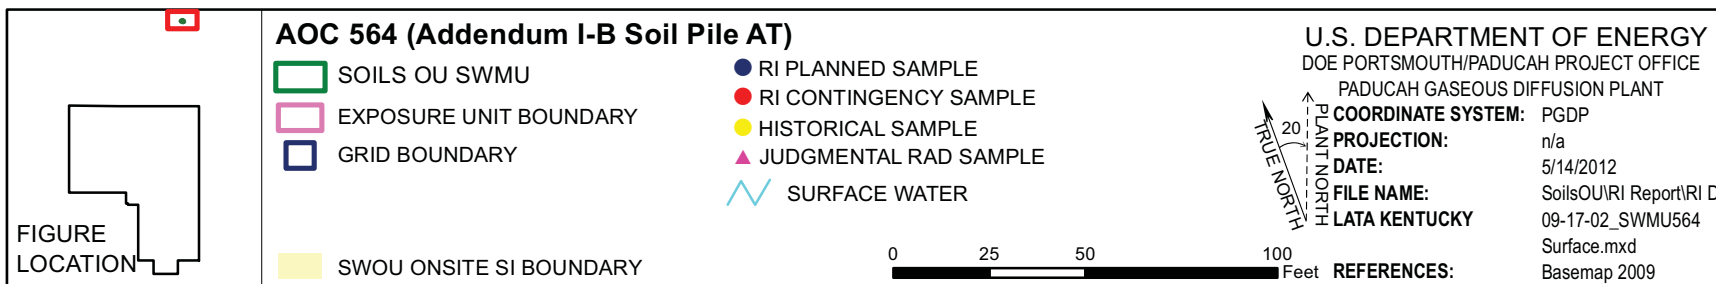 AOC 564 (Addendum I-B Soil Pile AT)
SOILS OU SWMU
EXPOSURE UNIT BOUNDARY
GRID BOUNDARY
SWOU ONSITE SI BOUNDARY
RI PLANNED SAMPLE
RI CONTINGENCY SAMPLE
HISTORICAL SAMPLE
JUDGMENTAL RAD SAMPLE
SURFACE WATER
FIGURE
LOCATION
0 25 50 100
Feet
TRUE NORTH
20
PLANT NORTH
U.S. DEPARTMENT OF ENERGY
DOE PORTSMOUTH/PADUCAH PROJECT OFFICE
PADUCAH GASEOUS DIFFUSION PLANT
COORDINATE SYSTEM: PGDP
PROJECTION: n/a
DATE: 5/14/2012
FILE NAME: SoilsOU\RI Report\RI D
LATA KENTUCKY 09-17-02_SWMU564
Surface.mxd
REFERENCES: Basemap 2009